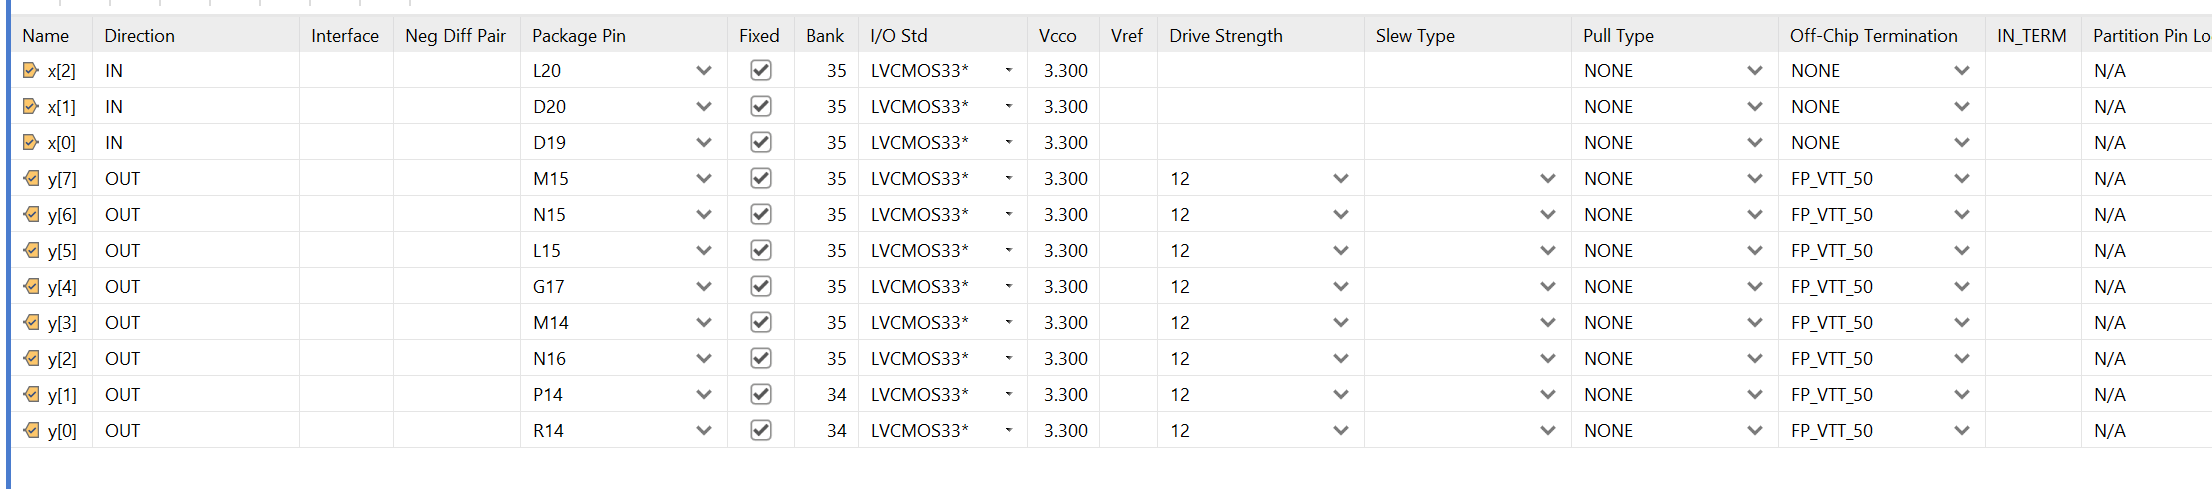 Name Direction Interface Neg Diff Pair Package Pin Fixed Bank I/O Std Vcco Vref Drive Strength Slew Type Pull Type Off-Chip Termination IN_TERM Partition Pin Lo
x[2] IN L20 35 LVCMOS33* 3.300 NONE NONE N/A
x[1] IN D20 35 LVCMOS33* 3.300 NONE NONE N/A
x[0] IN D19 35 LVCMOS33* 3.300 NONE NONE N/A
y[7] OUT M15 35 LVCMOS33* 3.300 12 NONE FP_VTT_50 N/A
y[6] OUT N15 35 LVCMOS33* 3.300 12 NONE FP_VTT_50 N/A
y[5] OUT L15 35 LVCMOS33* 3.300 12 NONE FP_VTT_50 N/A
y[4] OUT G17 35 LVCMOS33* 3.300 12 NONE FP_VTT_50 N/A
y[3] OUT M14 35 LVCMOS33* 3.300 12 NONE FP_VTT_50 N/A
y[2] OUT N16 35 LVCMOS33* 3.300 12 NONE FP_VTT_50 N/A
y[1] OUT P14 34 LVCMOS33* 3.300 12 NONE FP_VTT_50 N/A
y[0] OUT R14 34 LVCMOS33* 3.300 12 NONE FP_VTT_50 N/A